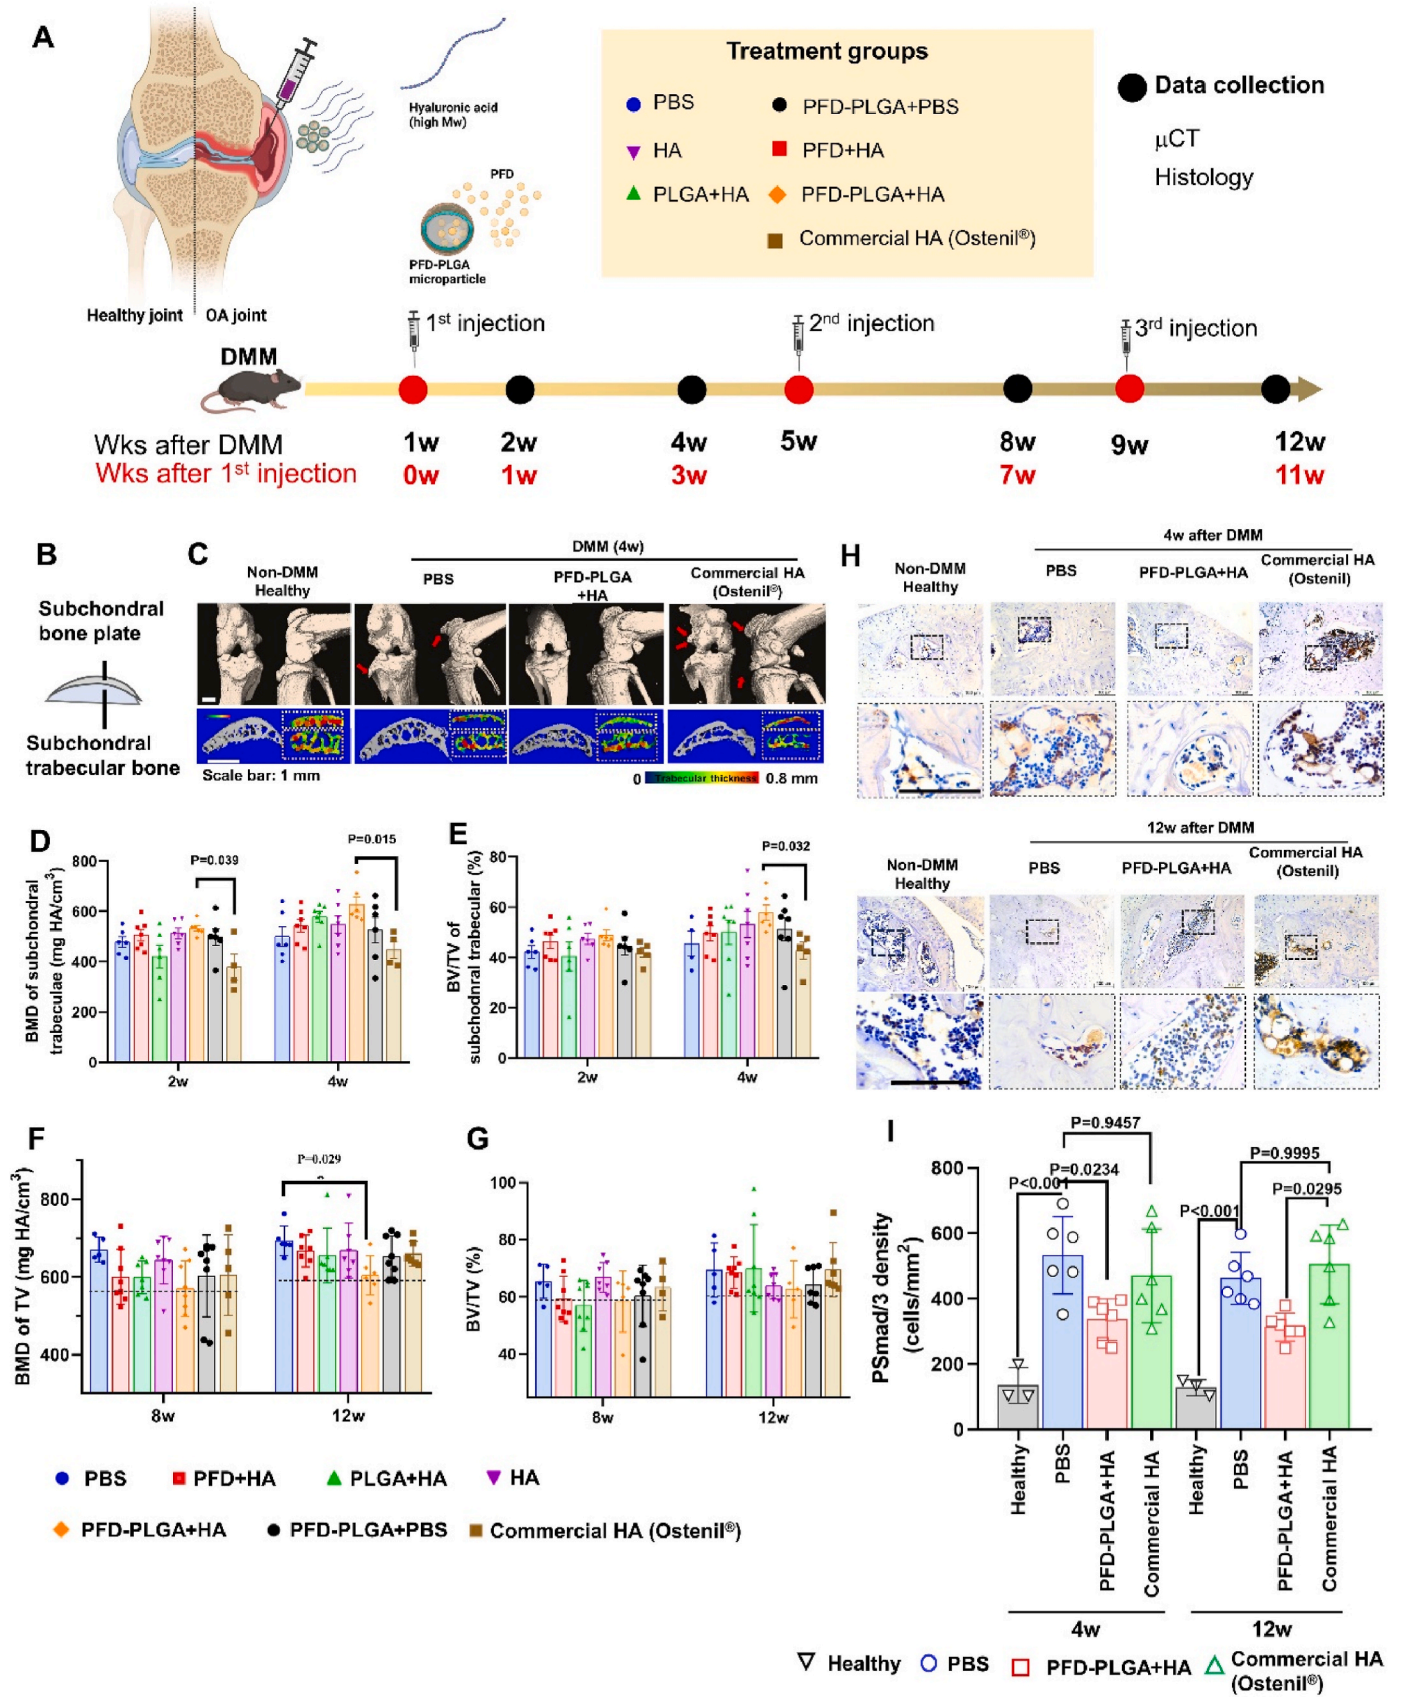 A
Hyaluronic acid
(high Mw)
PFD
PFD-PLGA
microparticle
Healthy joint
OA joint
Treatment groups
PBS
PFD-PLGA+PBS
HA
PFD+HA
PLGA+HA
PFD-PLGA+HA
Commercial HA (Ostenil®)
Data collection
μCT
Histology
1st injection
2nd injection
3rd injection
DMM
Wks after DMM
1w 2w 4w 5w 8w 9w 12w
Wks after 1st injection
0w 1w 3w 7w 11w
B
Subchondral
bone plate
Subchondral
trabecular bone
C
DMM (4w)
Non-DMM
Healthy
PBS
PFD-PLGA
+HA
Commercial HA
(Ostenil®)
Scale bar: 1 mm
0 Trabecular thickness 0.8 mm
D
BMD of subchondral
trabeculae (mg HA/cm3)
800
600
400
200
0
P=0.039
P=0.015
2w
4w
E
BV/TV of
subchodnral trabecular (%)
80
60
40
20
0
P=0.032
2w
4w
F
BMD of TV (mg HA/cm3)
800
600
400
P=0.029
8w
12w
G
BV/TV (%)
100
80
60
40
8w
12w
PBS
PFD+HA
PLGA+HA
HA
PFD-PLGA+HA
PFD-PLGA+PBS
Commercial HA (Ostenil®)
H
4w after DMM
Non-DMM
Healthy
PBS
PFD-PLGA+HA
Commercial HA
(Ostenil)
12w after DMM
Non-DMM
Healthy
PBS
PFD-PLGA+HA
Commercial HA
(Ostenil)
I
PSmad/3 density
(cells/mm2)
800
600
400
200
0
P=0.9457
P=0.0234
P<0.001
P=0.9995
P=0.0295
P<0.001
Healthy
PBS
PFD-PLGA+HA
Commercial HA
Healthy
PBS
PFD-PLGA+HA
Commercial HA
4w
12w
Healthy
PBS
PFD-PLGA+HA
Commercial HA
(Ostenil®)